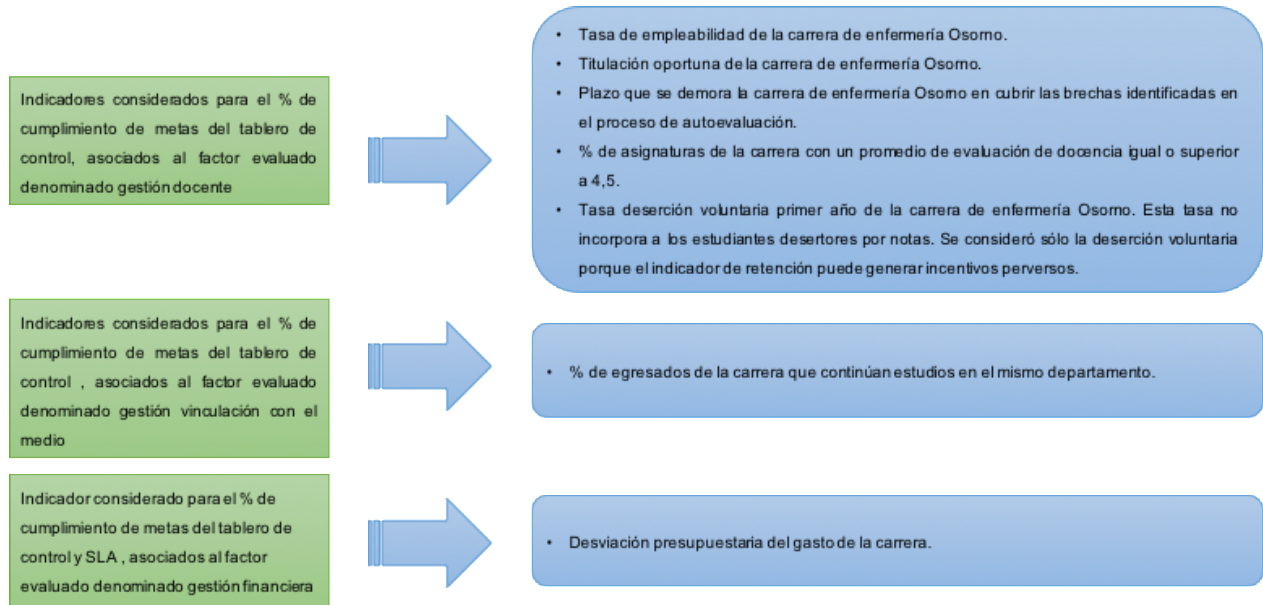 Indicadores considerados para el % de
cumplimiento de metas del tablero de
control, asociados al factor evaluado
denominado gestión docente
• Tasa de empleabilidad de la carrera de enfermería Osorno.
• Titulación oportuna de la carrera de enfermería Osorno.
• Plazo que se demora la carrera de enfermería Osorno en cubrir las brechas identificadas en
el proceso de autoevaluación.
• % de asignaturas de la carrera con un promedio de evaluación de docencia igual o superior
a 4,5.
• Tasa deserción voluntaria primer año de la carrera de enfermería Osorno. Esta tasa no
incorpora a los estudiantes desertores por notas. Se consideró sólo la deserción voluntaria
porque el indicador de retención puede generar incentivos perversos.
Indicadores considerados para el % de
cumplimiento de metas del tablero de
control , asociados al factor evaluado
denominado gestión vinculación con el
medio
• % de egresados de la carrera que continúan estudios en el mismo departamento.
Indicador considerado para el % de
cumplimiento de metas del tablero de
control y SLA , asociados al factor
evaluado denominado gestión financiera
• Desviación presupuestaria del gasto de la carrera.